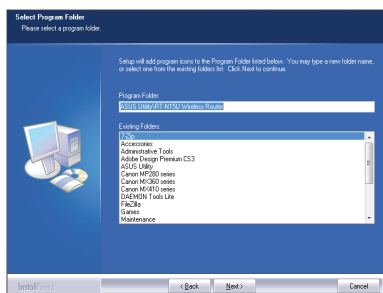 Select Program Folder
Please select a program folder.
Setup will add program icons to the Program Folder listed below. You may type a new folder name,
or select one from the existing folders list. Click Next to continue.
Program Folder:
ASUS Utility\RT-N15U Wireless Router
Existing Folders:
7-Zip
Accessories
Administrative Tools
Adobe Design Premium CS3
ASUS Utility
Canon MP280 series
Canon MX360 series
Canon MX410 series
DAEMON Tools Lite
FileZilla
Games
Maintenance
InstallShield
< Back
Next >
Cancel